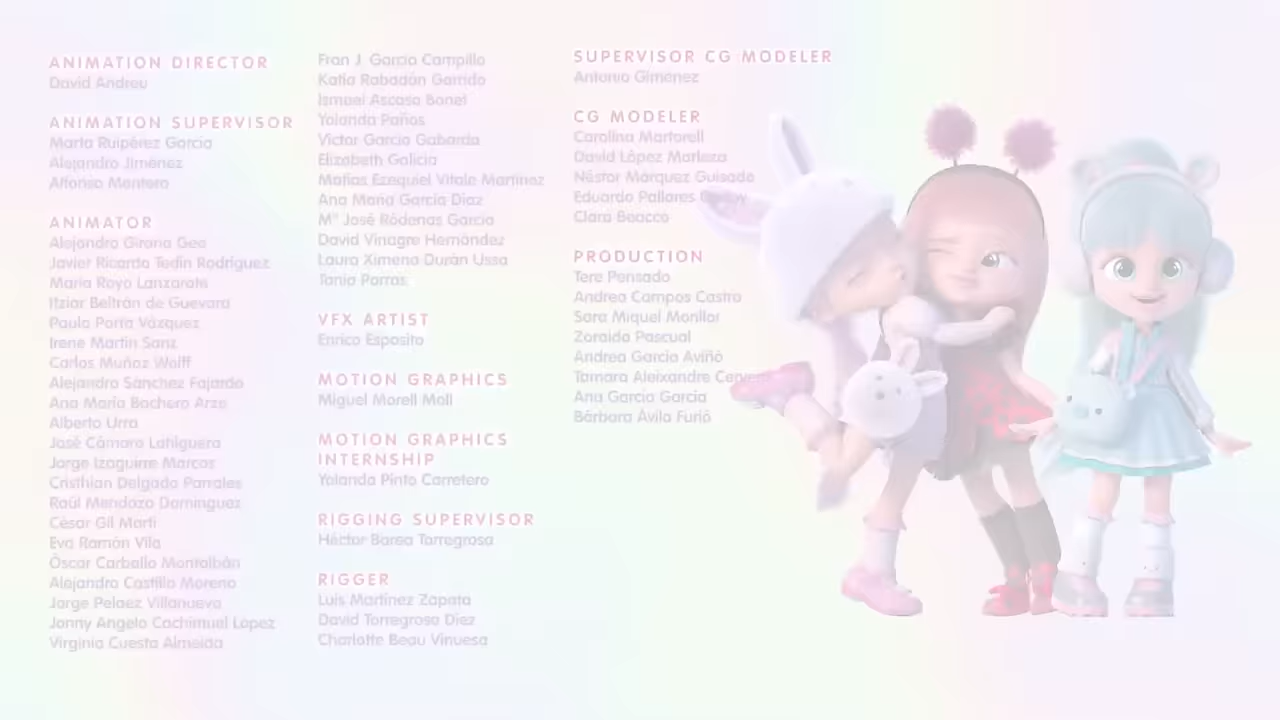 ANIMATION DIRECTOR
David Andreu
ANIMATION SUPERVISOR
Marta Ruipérez García
Alejandro Jiménez
Alfonso Montero
ANIMATOR
Alejandro Girona Gea
Javier Ricardo Tedín Rodríguez
María Royo Lanzarote
Itziar Beltrán de Guevara
Paula Porta Vázquez
Irene Martín Sanz
Carlos Muñoz Wolff
Alejandro Sánchez Fajardo
Ana María Bachero Arze
Alberto Urra
José Cámara Lahiguera
Jorge Izaguirre Marcos
Cristhian Delgado Parrales
Raúl Mendoza Domínguez
César Gil Martí
Eva Ramón Vila
Óscar Carballo Montalbán
Alejandro Castillo Moreno
Jorge Pelaez Villanueva
Jonny Angelo Cachimuel Lopez
Virginia Cuesta Almeida
Fran J. García Campillo
Katia Rabadán Garrido
Ismael Ascaso Bonet
Yolanda Paños
Víctor García Gabarda
Elizabeth Galicia
Matías Ezequiel Vitale Martínez
Ana María García Díaz
Mª José Ródenas García
David Vinagre Hernández
Laura Ximena Durán Ussa
Tania Porras
VFX ARTIST
Enrico Esposito
MOTION GRAPHICS
Miguel Morell Moll
MOTION GRAPHICS
INTERNSHIP
Yolanda Pinto Carretero
RIGGING SUPERVISOR
Héctor Barea Torregrosa
RIGGER
Luis Martínez Zapata
David Torregrosa Díez
Charlotte Beau Vinuesa
SUPERVISOR CG MODELER
Antonio Gimenez
CG MODELER
Carolina Martorell
David López Marleza
Néstor Márquez Guisado
Eduardo Pallares
Clara Beacco
PRODUCTION
Tere Pensado
Andrea Campos Castro
Sara Miquel Monllor
Zoraida Pascual
Andrea García Aviñó
Tamara Aleixandre
Ana García García
Bárbara Ávila Furió